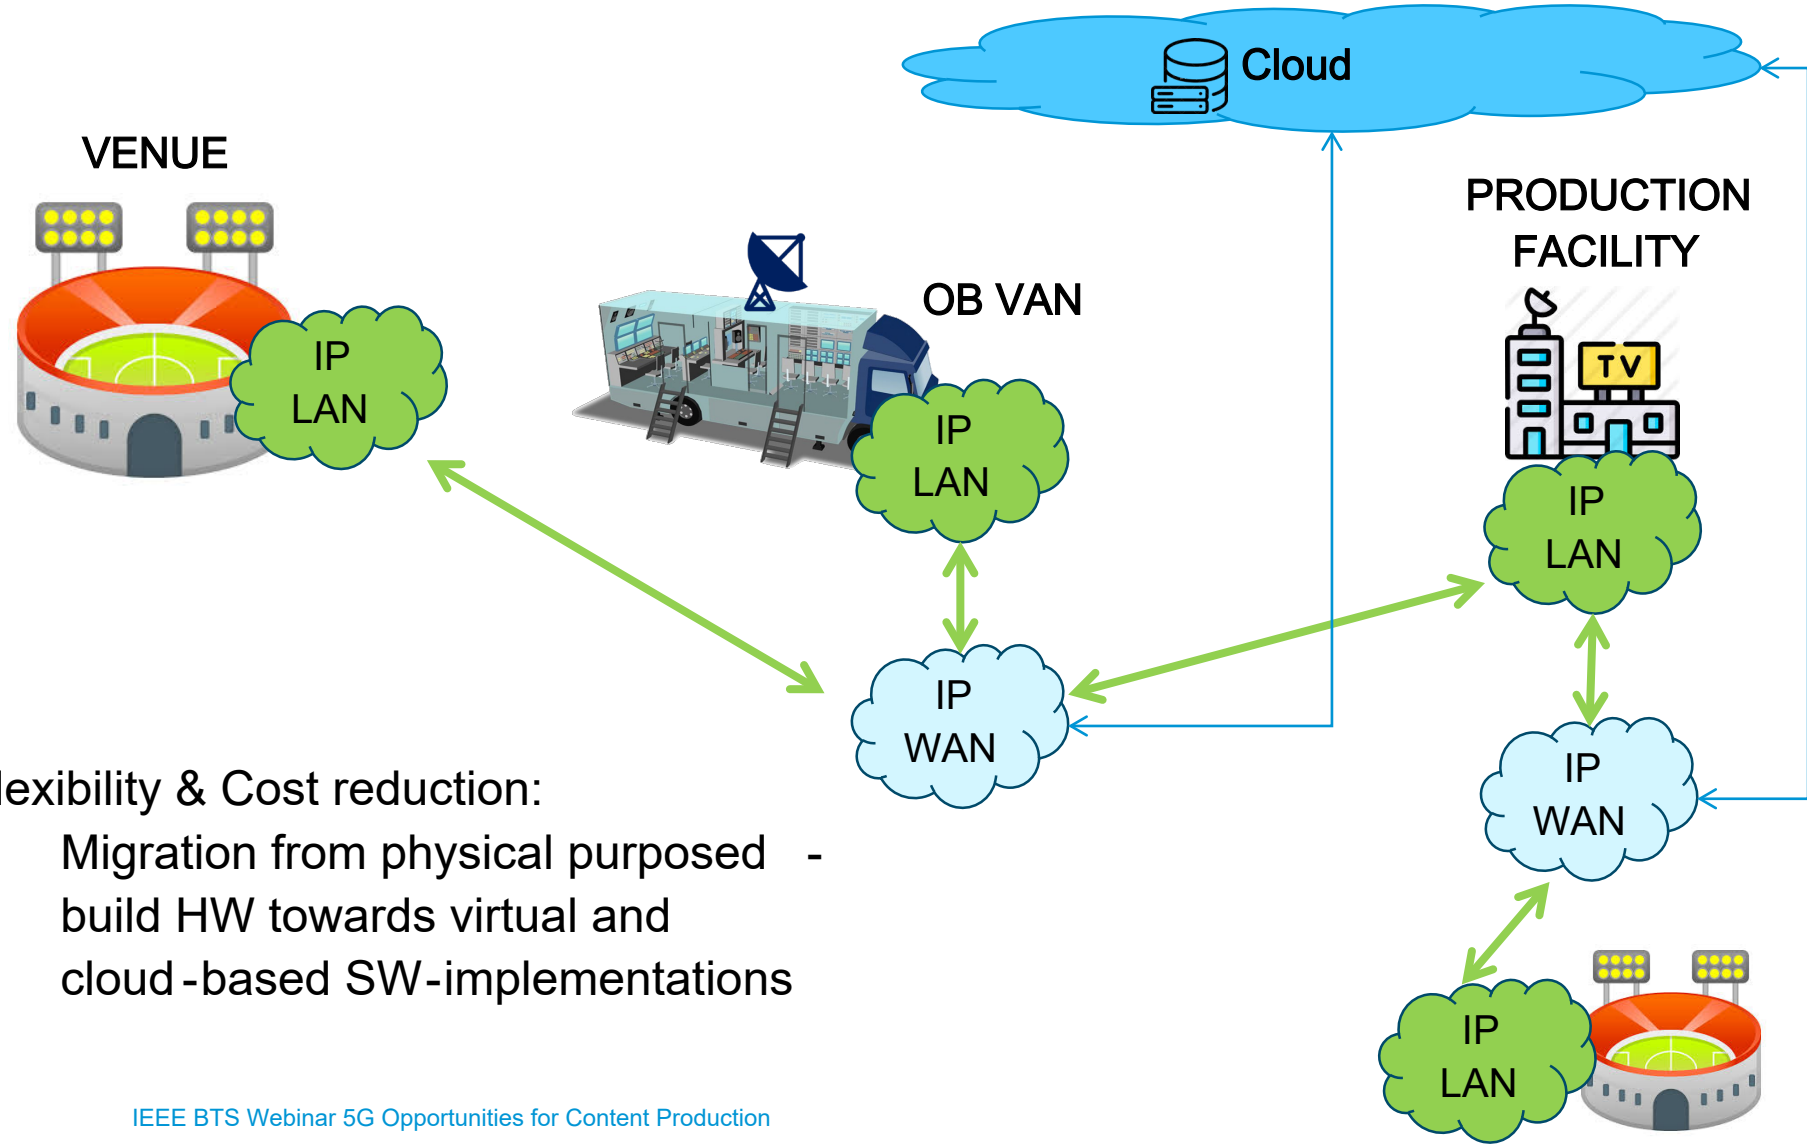 Cloud
VENUE
PRODUCTION
FACILITY
OB VAN
TV
IP
LAN
IP
LAN
IP
LAN
IP
WAN
IP
WAN
IP
LAN
lexibility & Cost reduction:
Migration from physical purposed -
build HW towards virtual and
cloud-based SW-implementations
IEEE BTS Webinar 5G Opportunities for Content Production